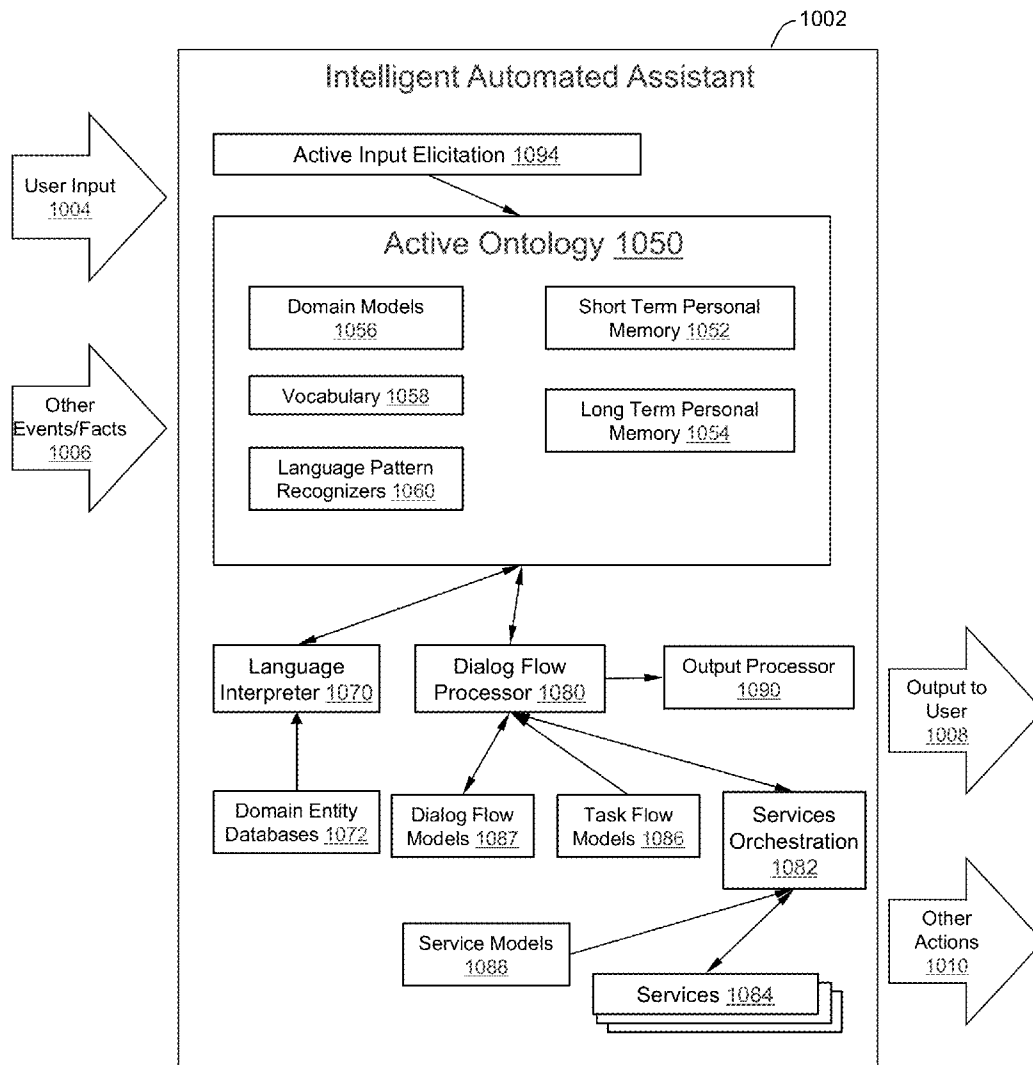 1002
Intelligent Automated Assistant
Active Input Elicitation 1094
User Input
1004
Active Ontology 1050
Domain Models
1056
Short Term Personal
Memory 1052
Vocabulary 1058
Long Term Personal
Memory 1054
Language Pattern
Recognizers 1060
Other
Events/Facts
1006
Language
Interpreter 1070
Dialog Flow
Processor 1080
Output Processor
1090
Output to
User
1008
Domain Entity
Databases 1072
Dialog Flow
Models 1087
Task Flow
Models 1086
Services
Orchestration
1082
Other
Actions
1010
Service Models
1088
Services 1084